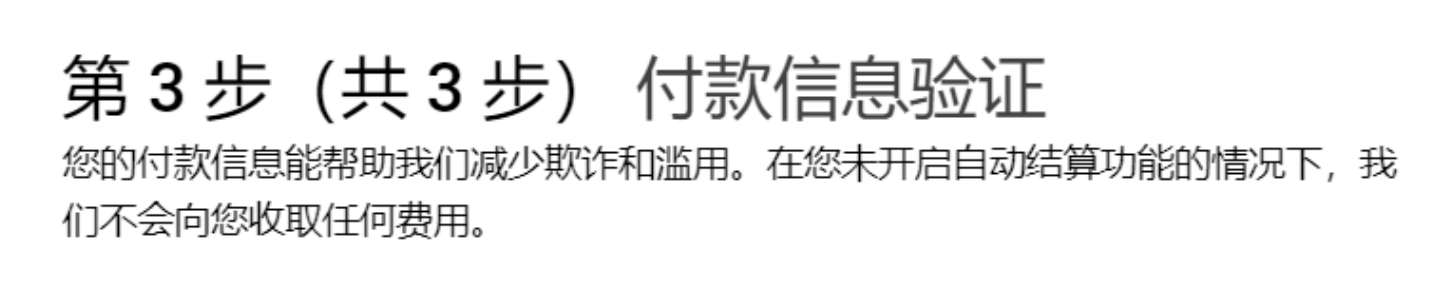 第 3 步（共 3 步） 付款信息验证
您的付款信息能帮助我们减少欺诈和滥用。在您未开启自动结算功能的情况下，我
们不会向您收取任何费用。